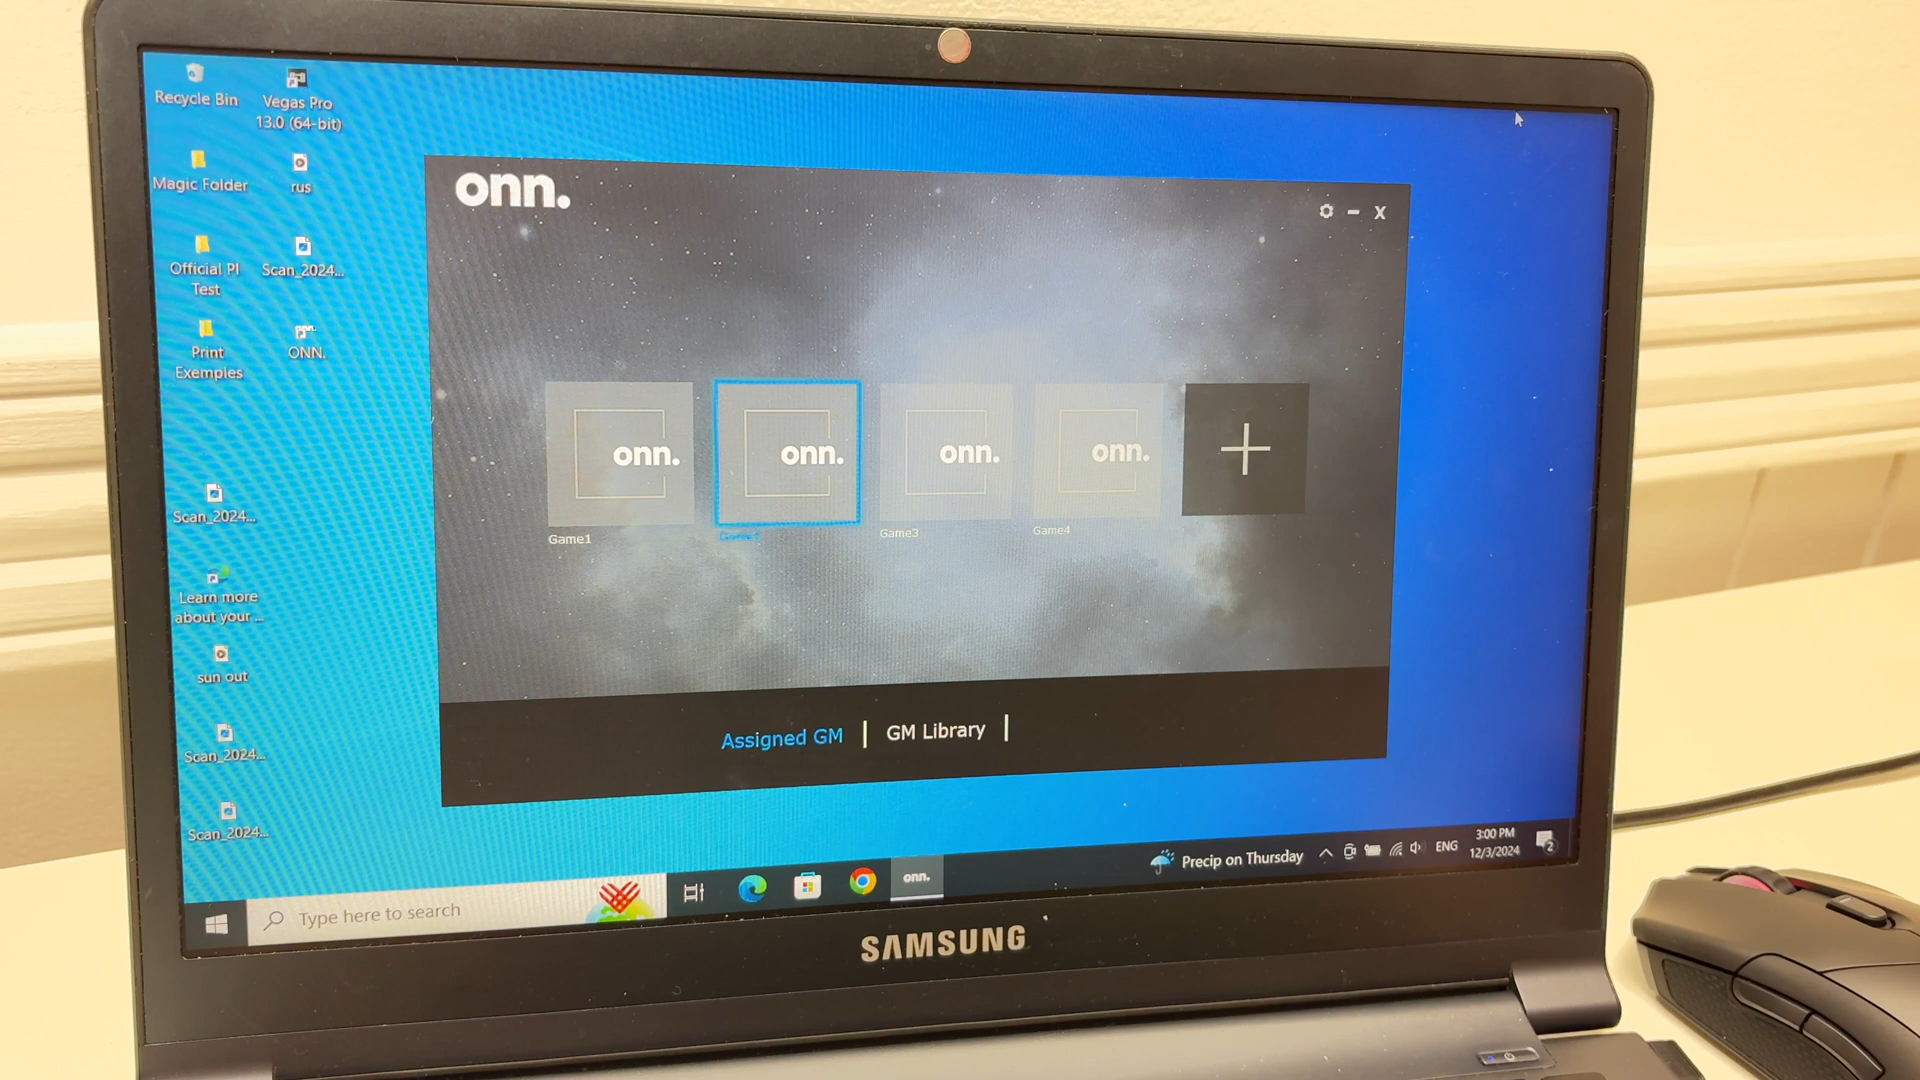 Recycle Bin
Vegas Pro
13.0 (64-bit)
Magic Folder
rus
Official PI
Test
Scan_2024...
Print
Exemples
ONN.
Scan_2024...
Learn more
about your ...
sun out
Scan_2024...
Scan_2024...
onn.
X
onn.
onn.
onn.
onn.
Game1
Game3
Game4
Assigned GM
GM Library
Type here to search
onn.
Precip on Thursday
ENG
3:00 PM
12/3/2024
2
SAMSUNG